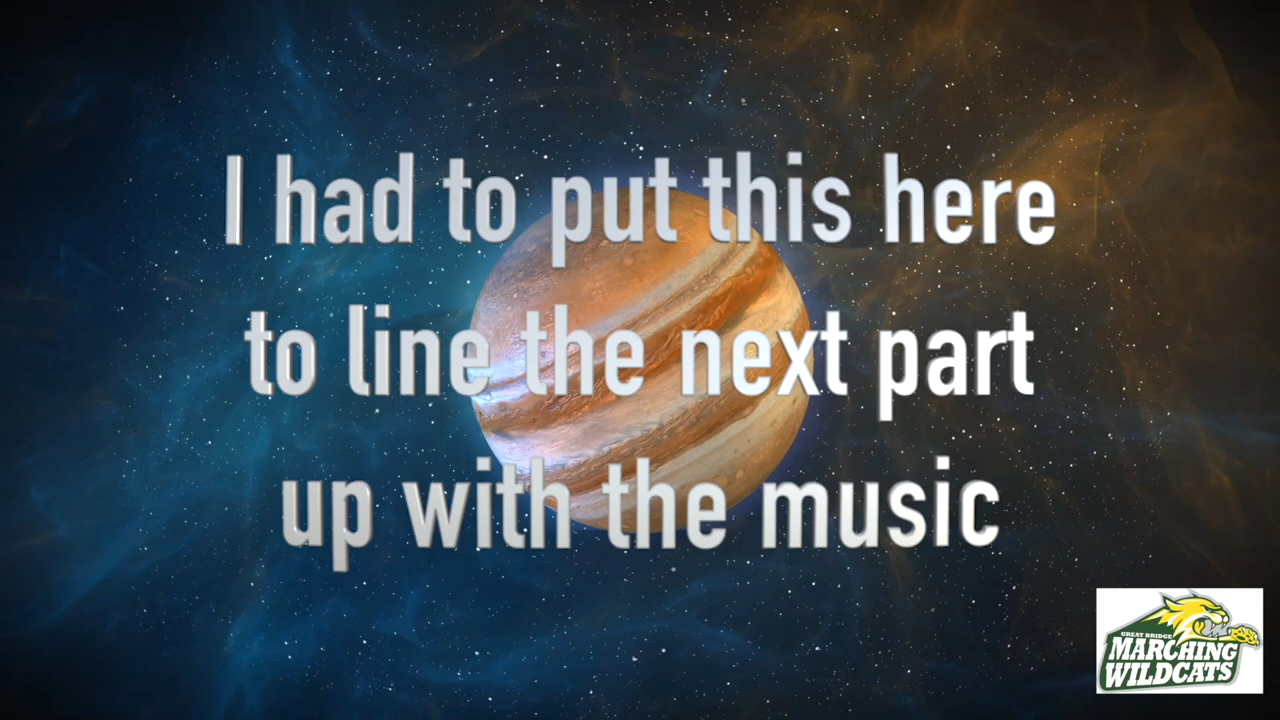 I had to put this here
to line the next part
up with the music
GREAT BRIDGE
MARCHING
WILDCATS